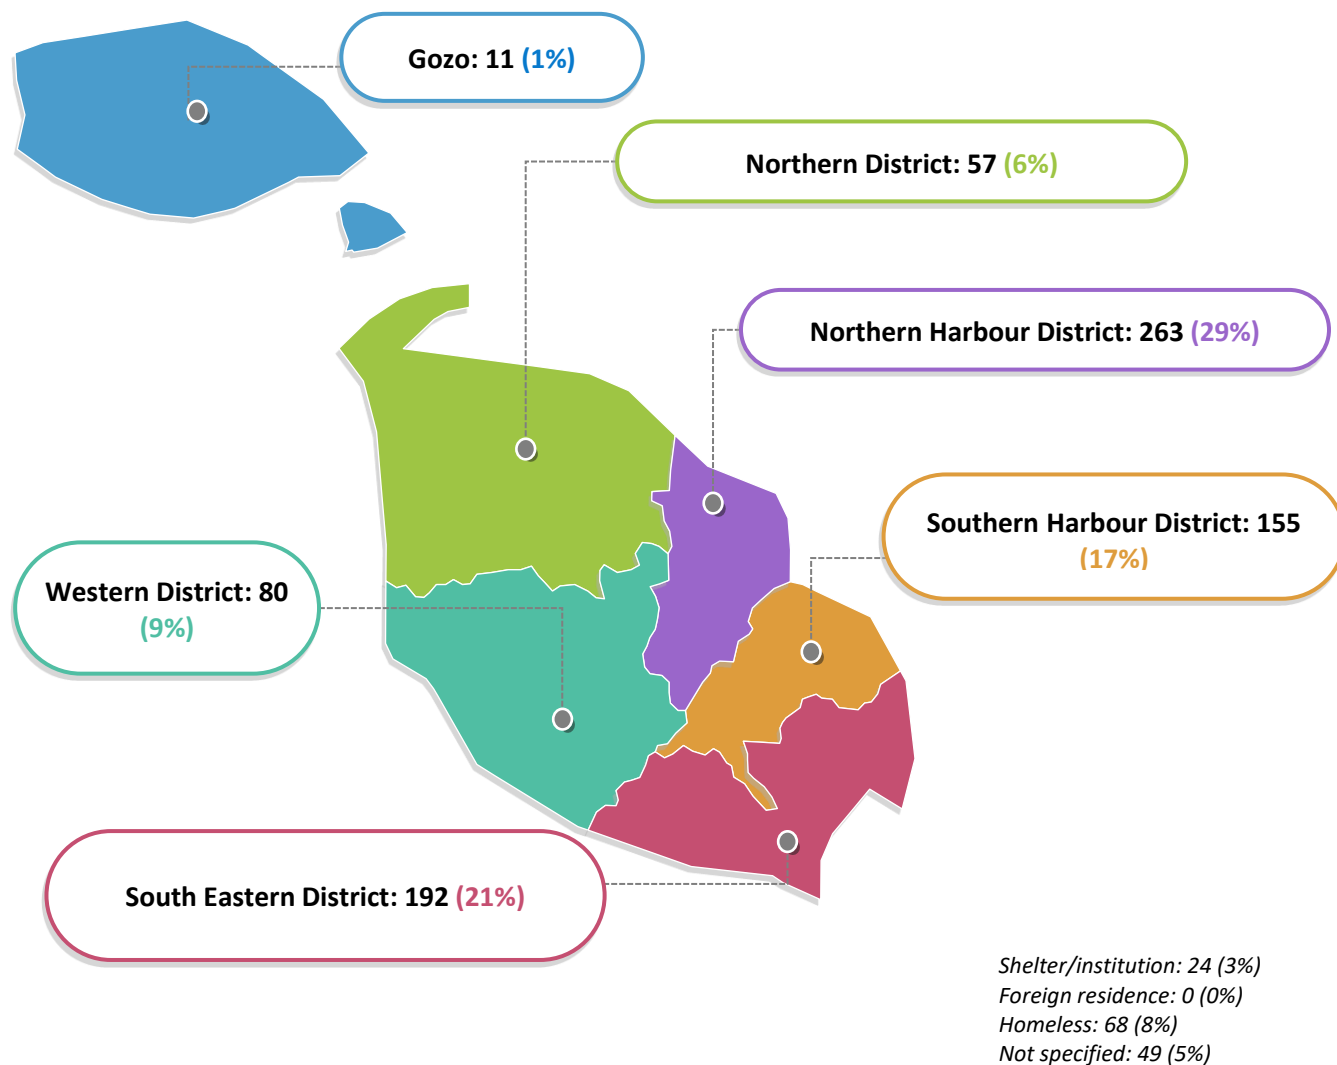 Gozo: 11 (1%)
Northern District: 57 (6%)
Northern Harbour District: 263 (29%)
Southern Harbour District: 155
(17%)
Western District: 80
(9%)
South Eastern District: 192 (21%)
Shelter/institution: 24 (3%)
Foreign residence: 0 (0%)
Homeless: 68 (8%)
Not specified: 49 (5%)